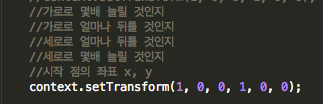 //가로로 몇배 늘릴 것인지
//가로로 얼마나 뒤틀 것인지
//세로로 얼마나 뒤틀 것인지
//세로로 몇배 늘릴 것인지
//시작 점의 좌표 x, y
context.setTransform(1, 0, 0, 1, 0, 0);